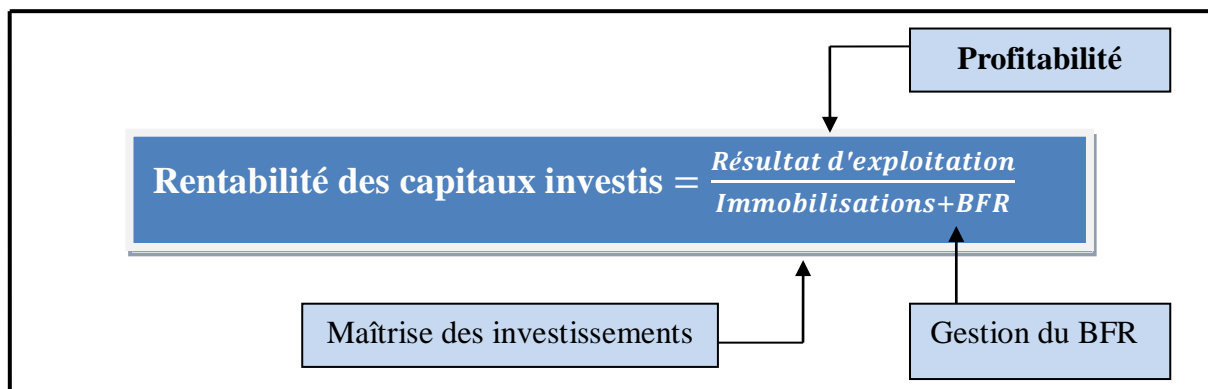 Profitabilité
Rentabilité des capitaux investis = Résultat d'exploitation / Immobilisations+BFR
Maîtrise des investissements
Gestion du BFR